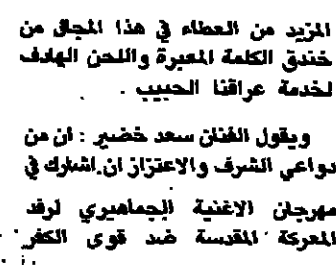 المزيد من العطاء في هذا المجال من
خندق الكلمة المعبرة واللحن الهادف
لخدمة عراقنا الحبيب .
ويقول الفنان سعد خضير : ان من
دواعي الشرف والاعتزاز ان اشارك في
مهرجان الاغنية الجماهيري لرفد
المعركة المقدسة ضد قوى الكفر